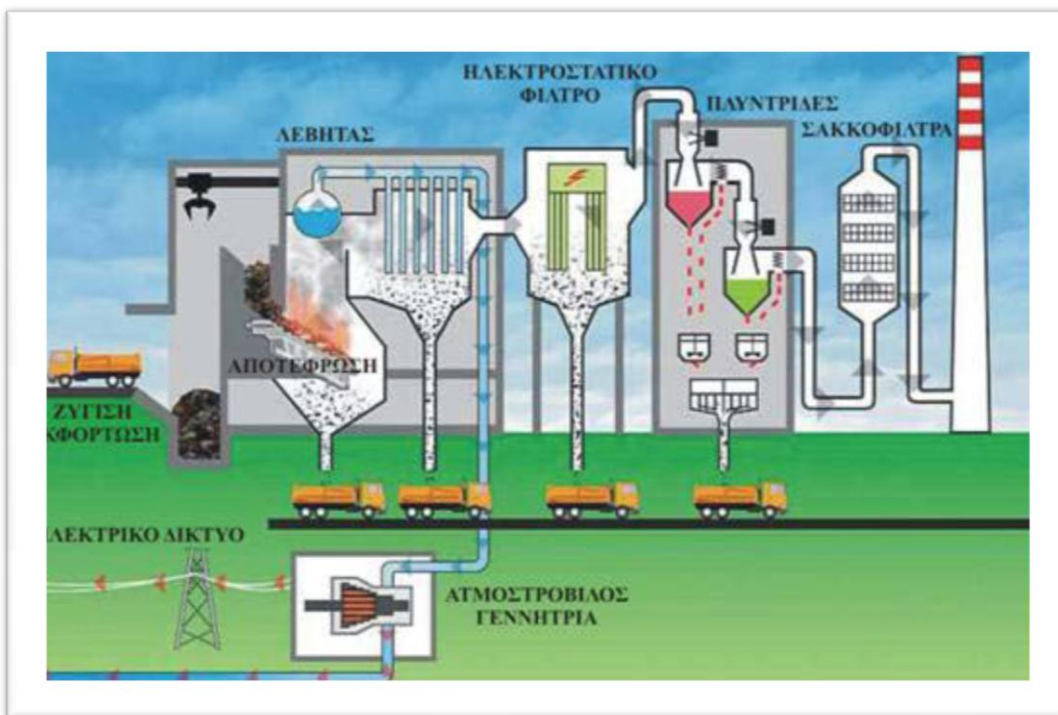 ΗΛΕΚΤΡΟΣΤΑΤΙΚΟ
ΦΙΛΤΡΟ
ΠΛΥΝΤΡΙΔΕΣ
ΣΑΚΚΟΦΙΛΤΡΑ
ΛΕΒΗΤΑΣ
ΑΠΟΤΕΦΡΩΣΗ
ΖΥΓΙΣΗ
ΚΦΟΡΤΩΣΗ
ΛΕΚΤΡΙΚΟ ΔΙΚΤΥΟ
ΑΤΜΟΣΤΡΟΒΙΛΟΣ
ΓΕΝΝΗΤΡΙΑ